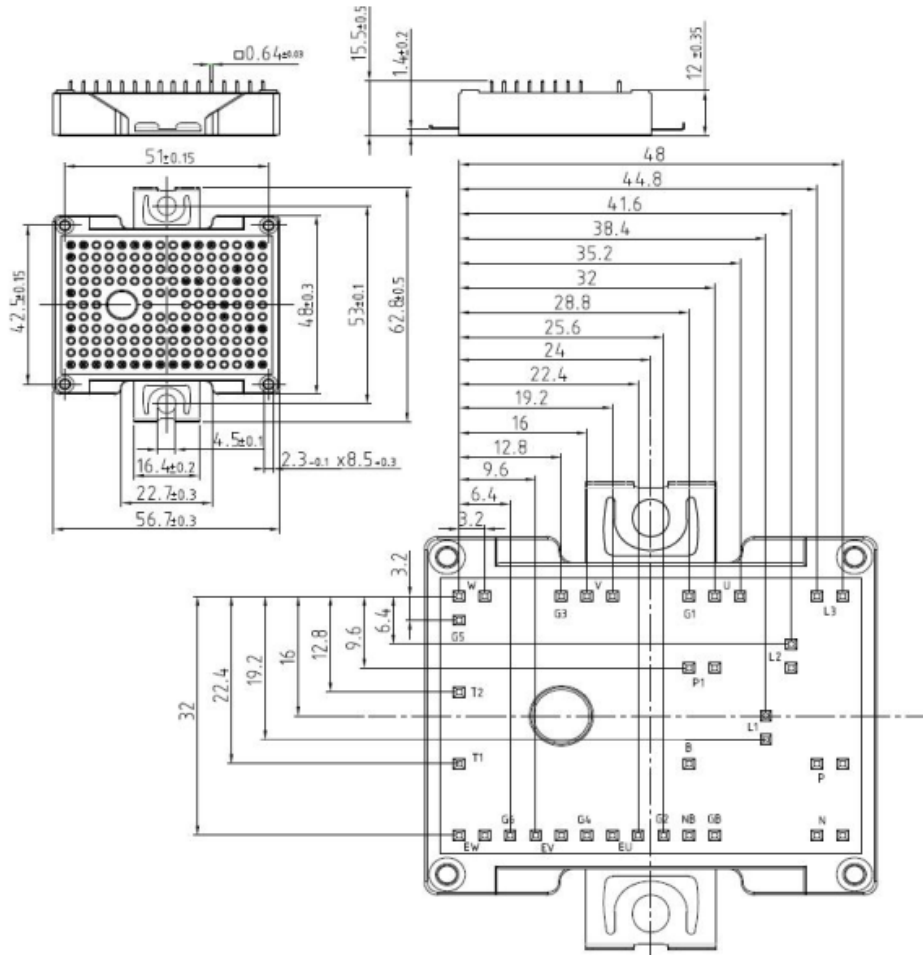 □0.64±0.03
15.5±0.5
1.4±0.2
12 ±0.35
51±0.15
42.5±0.15
48±0.3
53±0.1
62.8±0.5
4.5±0.1
16.4±0.2
2.3-0.1 x8.5+0.3
22.7±0.3
56.7±0.3
48
44.8
41.6
38.4
35.2
32
28.8
25.6
24
22.4
19.2
16
12.8
9.6
6.4
3.2
3.2
6.4
9.6
12.8
16
19.2
22.4
32
W
G3
V
G1
U
L3
G5
L2
P1
T2
L1
T1
B
P
G6
G4
G2
NB
GB
N
EW
EV
EU